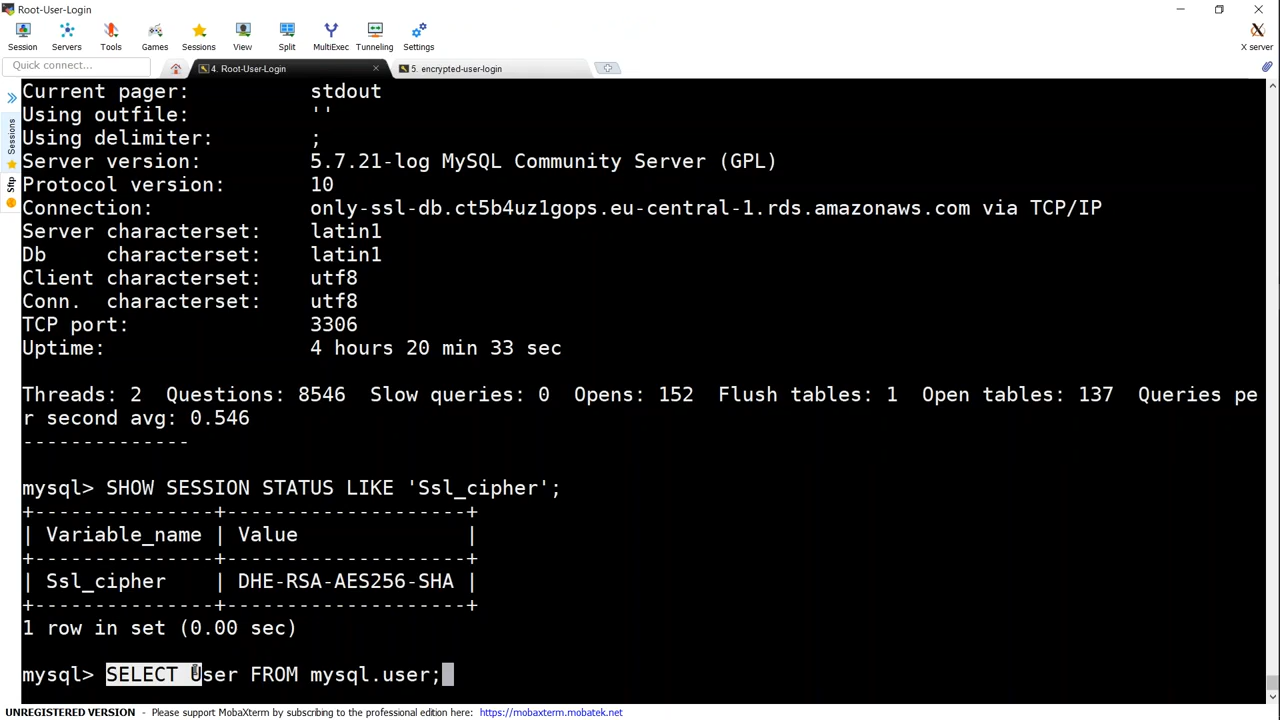 Root-User-Login
Session Servers Tools Games Sessions View Split MultiExec Tunneling Settings X server
Quick connect...
4. Root-User-Login
5. encrypted-user-login
Sessions
Sftp
Current pager: stdout
Using outfile: ''
Using delimiter: ;
Server version: 5.7.21-log MySQL Community Server (GPL)
Protocol version: 10
Connection: only-ssl-db.ct5b4uz1gops.eu-central-1.rds.amazonaws.com via TCP/IP
Server characterset: latin1
Db characterset: latin1
Client characterset: utf8
Conn. characterset: utf8
TCP port: 3306
Uptime: 4 hours 20 min 33 sec
Threads: 2 Questions: 8546 Slow queries: 0 Opens: 152 Flush tables: 1 Open tables: 137 Queries pe
r second avg: 0.546
--------------
mysql> SHOW SESSION STATUS LIKE 'Ssl_cipher';
+---------------+--------------------+
| Variable_name | Value              |
+---------------+--------------------+
| Ssl_cipher    | DHE-RSA-AES256-SHA |
+---------------+--------------------+
1 row in set (0.00 sec)
mysql> SELECT User FROM mysql.user;
UNREGISTERED VERSION - Please support MobaXterm by subscribing to the professional edition here: https://mobaxterm.mobatek.net